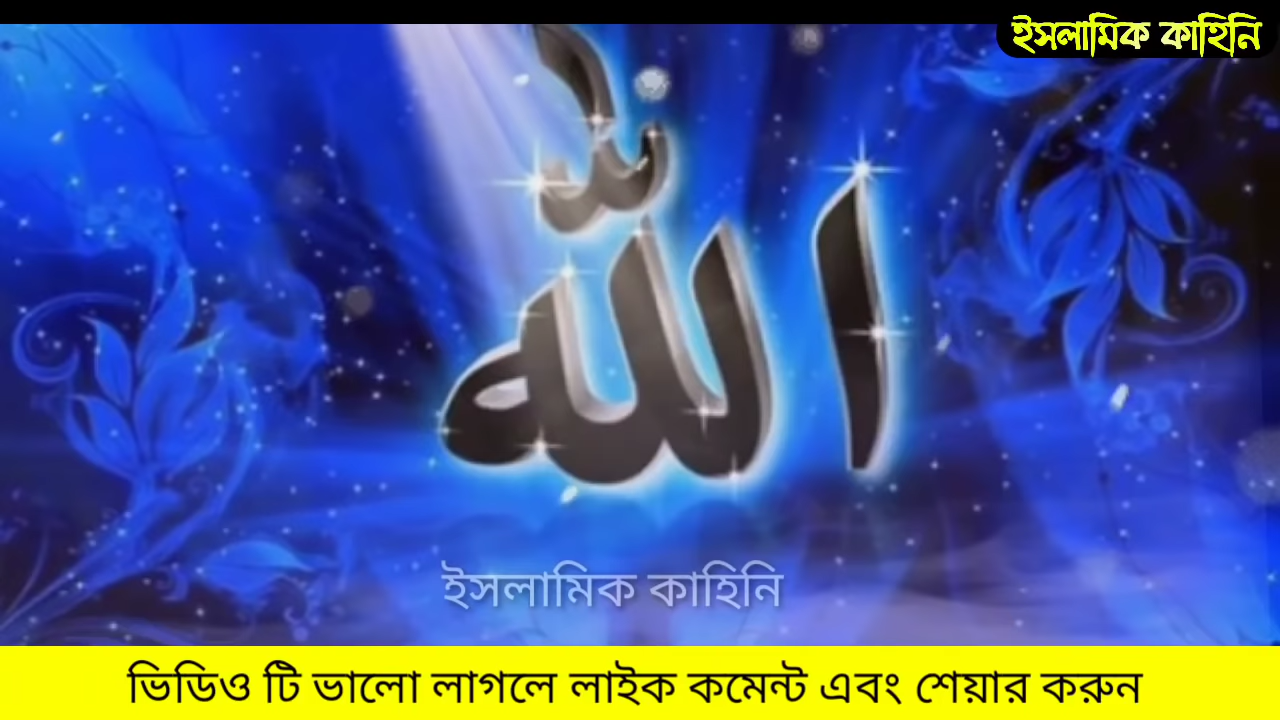 ইসলামিক কাহিনি
الله
ইসলামিক কাহিনি
ভিডিও টি ভালো লাগলে লাইক কমেন্ট এবং শেয়ার করুন